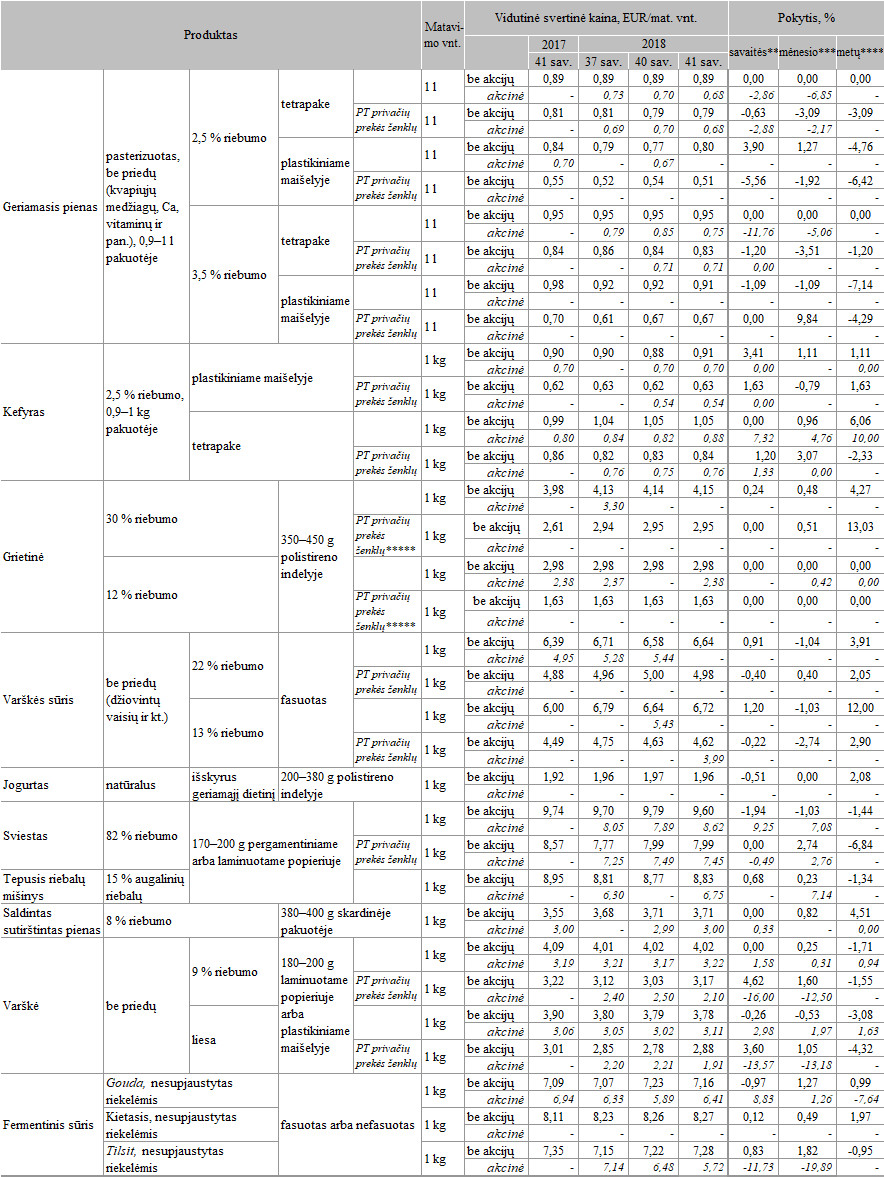 Produktas Matavi-mo vnt. Vidutinė svertinė kaina, EUR/mat. vnt. Pokytis, %
2017 2018 savaitės** mėnesio*** metų****
41 sav. 37 sav. 40 sav. 41 sav.
Geriamasis pienas
pasterizuotas,
be priedų
(kvapiųjų
medžiagų, Ca,
vitaminų ir
pan.), 0,9–1 l
pakuotėje
2,5 % riebumo
tetrapake
1 l be akcijų 0,89 0,89 0,89 0,89 0,00 0,00 0,00
akcinė - 0,73 0,70 0,68 -2,86 -6,85 -
PT privačių
prekės ženklų
1 l be akcijų 0,81 0,81 0,79 0,79 -0,63 -3,09 -3,09
akcinė - 0,69 0,70 0,68 -2,88 -2,17 -
plastikiniame
maišelyje
1 l be akcijų 0,84 0,79 0,77 0,80 3,90 1,27 -4,76
akcinė 0,70 - 0,67 - - - -
PT privačių
prekės ženklų
1 l be akcijų 0,55 0,52 0,54 0,51 -5,56 -1,92 -6,42
akcinė - - - - - - -
3,5 % riebumo
tetrapake
1 l be akcijų 0,95 0,95 0,95 0,95 0,00 0,00 0,00
akcinė - 0,79 0,85 0,75 -11,76 -5,06 -
PT privačių
prekės ženklų
1 l be akcijų 0,84 0,86 0,84 0,83 -1,20 -3,51 -1,20
akcinė - - 0,71 0,71 0,00 - -
plastikiniame
maišelyje
1 l be akcijų 0,98 0,92 0,92 0,91 -1,09 -1,09 -7,14
akcinė - - - - - - -
PT privačių
prekės ženklų
1 l be akcijų 0,70 0,61 0,67 0,67 0,00 9,84 -4,29
akcinė - - - - - - -
Kefyras
2,5 % riebumo,
0,9–1 kg
pakuotėje
plastikiniame maišelyje
1 kg be akcijų 0,90 0,90 0,88 0,91 3,41 1,11 1,11
akcinė 0,70 - 0,70 0,70 0,00 - 0,00
PT privačių
prekės ženklų
1 kg be akcijų 0,62 0,63 0,62 0,63 1,63 -0,79 1,63
akcinė - - 0,54 0,54 0,00 - -
tetrapake
1 kg be akcijų 0,99 1,04 1,05 1,05 0,00 0,96 6,06
akcinė 0,80 0,84 0,82 0,88 7,32 4,76 10,00
PT privačių
prekės ženklų
1 kg be akcijų 0,86 0,82 0,83 0,84 1,20 3,07 -2,33
akcinė - 0,76 0,75 0,76 1,33 0,00 -
Grietinė
30 % riebumo
350–450 g
polistireno
indelyje
1 kg be akcijų 3,98 4,13 4,14 4,15 0,24 0,48 4,27
akcinė - 3,30 - - - - -
PT privačių
prekės
ženklų*****
1 kg be akcijų 2,61 2,94 2,95 2,95 0,00 0,51 13,03
akcinė - - - - - - -
12 % riebumo
1 kg be akcijų 2,98 2,98 2,98 2,98 0,00 0,00 0,00
akcinė 2,38 2,37 - 2,38 - 0,42 0,00
PT privačių
prekės
ženklų*****
1 kg be akcijų 1,63 1,63 1,63 1,63 0,00 0,00 0,00
akcinė - - - - - - -
Varškės sūris
be priedų
(džiovintų
vaisių ir kt.)
22 % riebumo
fasuotas
1 kg be akcijų 6,39 6,71 6,58 6,64 0,91 -1,04 3,91
akcinė 4,95 5,28 5,44 - - - -
PT privačių
prekės ženklų
1 kg be akcijų 4,88 4,96 5,00 4,98 -0,40 0,40 2,05
akcinė - - - - - - -
13 % riebumo
1 kg be akcijų 6,00 6,79 6,64 6,72 1,20 -1,03 12,00
akcinė - - 5,43 - - - -
PT privačių
prekės ženklų
1 kg be akcijų 4,49 4,75 4,63 4,62 -0,22 -2,74 2,90
akcinė - - - 3,99 - - -
Jogurtas
natūralus
išskyrus
geriamąjį dietinį
200–380 g polistireno
indelyje
1 kg be akcijų 1,92 1,96 1,97 1,96 -0,51 0,00 2,08
akcinė - - - - - - -
Sviestas
82 % riebumo
170–200 g pergamentiniame
arba laminuotame popieriuje
1 kg be akcijų 9,74 9,70 9,79 9,60 -1,94 -1,03 -1,44
akcinė - 8,05 7,89 8,62 9,25 7,08 -
PT privačių
prekės ženklų
1 kg be akcijų 8,57 7,77 7,99 7,99 0,00 2,74 -6,84
akcinė - 7,25 7,49 7,45 -0,49 2,76 -
Tepusis riebalų
mišinys
15 % augalinių
riebalų
1 kg be akcijų 8,95 8,81 8,77 8,83 0,68 0,23 -1,34
akcinė - 6,30 - 6,75 - 7,14 -
Saldintas
sutirštintas pienas
8 % riebumo
380–400 g skardinėje
pakuotėje
1 kg be akcijų 3,55 3,68 3,71 3,71 0,00 0,82 4,51
akcinė 3,00 - 2,99 3,00 0,33 - 0,00
Varškė
be priedų
9 % riebumo
180–200 g
laminuotame
popieriuje
arba
plastikiniame
maišelyje
1 kg be akcijų 4,09 4,01 4,02 4,02 0,00 0,25 -1,71
akcinė 3,19 3,21 3,17 3,22 1,58 0,31 0,94
PT privačių
prekės ženklų
1 kg be akcijų 3,22 3,12 3,03 3,17 4,62 1,60 -1,55
akcinė - 2,40 2,50 2,10 -16,00 -12,50 -
liesa
1 kg be akcijų 3,90 3,80 3,79 3,78 -0,26 -0,53 -3,08
akcinė 3,06 3,05 3,02 3,11 2,98 1,97 1,63
PT privačių
prekės ženklų
1 kg be akcijų 3,01 2,85 2,78 2,88 3,60 1,05 -4,32
akcinė - 2,20 2,21 1,91 -13,57 -13,18 -
Fermentinis sūris
Gouda, nesupjaustytas
riekelėmis
fasuotas arba nefasuotas
1 kg be akcijų 7,09 7,07 7,23 7,16 -0,97 1,27 0,99
akcinė 6,94 6,33 5,89 6,41 8,83 1,26 -7,64
Kietasis, nesupjaustytas
riekelėmis
1 kg be akcijų 8,11 8,23 8,26 8,27 0,12 0,49 1,97
akcinė - - - - - - -
Tilsit, nesupjaustytas
riekelėmis
1 kg be akcijų 7,35 7,15 7,22 7,28 0,83 1,82 -0,95
akcinė - 7,14 6,48 5,72 -11,73 -19,89 -